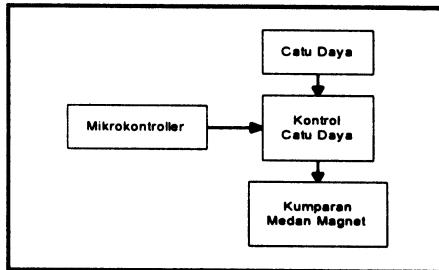 Catu Daya
Mikrokontroller
Kontrol
Catu Daya
Kumparan
Medan Magnet